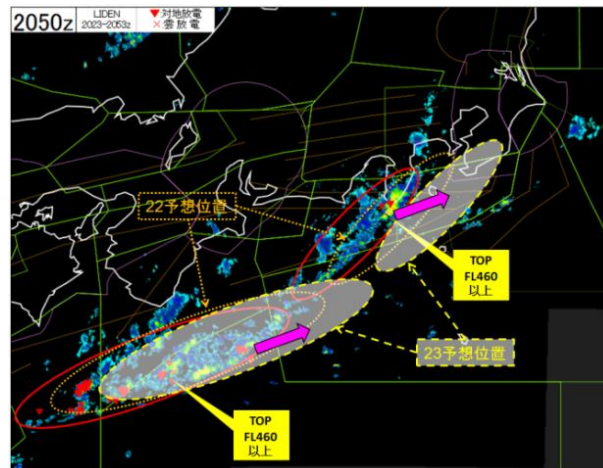 2050z
LIDEN
2023-2053z
▼対地放電
×雲放電
22予想位置
TOP
FL460
以上
23予想位置
TOP
FL460
以上